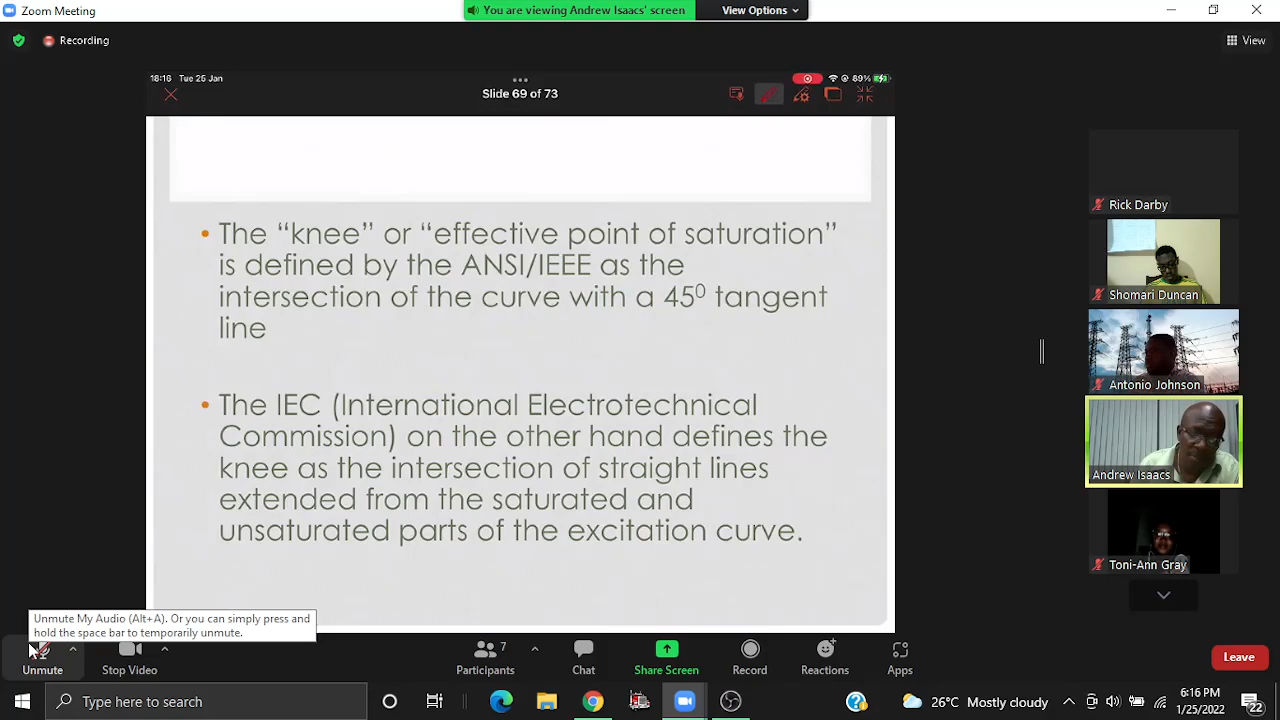 Zoom Meeting
You are viewing Andrew Isaacs' screen
View Options
Recording
View
18:16 Tue 25 Jan
89%
Slide 69 of 73
• The “knee” or “effective point of saturation”
is defined by the ANSI/IEEE as the
intersection of the curve with a 45⁰ tangent
line
• The IEC (International Electrotechnical
Commission) on the other hand defines the
knee as the intersection of straight lines
extended from the saturated and
unsaturated parts of the excitation curve.
Rick Darby
Shomari Duncan
Antonio Johnson
Andrew Isaacs
Toni-Ann Gray
Unmute My Audio (Alt+A). Or you can simply press and
hold the space bar to temporarily unmute.
Unmute
Stop Video
7
Participants
Chat
Share Screen
Record
Reactions
Apps
Leave
Type here to search
26°C Mostly cloudy
6:16 PM
1/25/2022
22